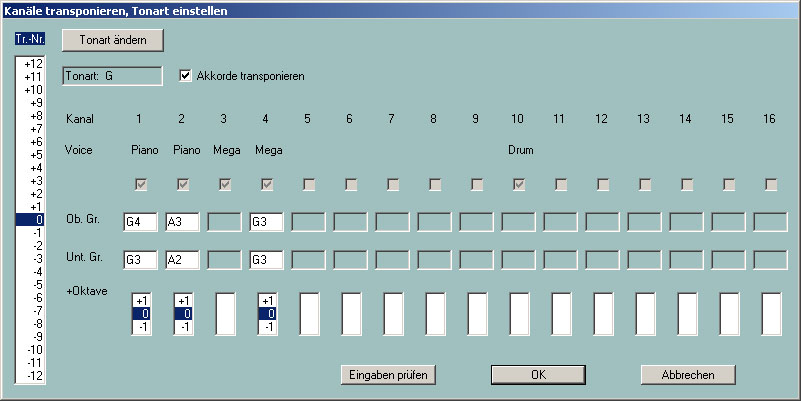 Kanäle transponieren, Tonart einstellen
Tr.-Nr.
Tonart ändern
Tonart: G
Akkorde transponieren
+12
+11
+10
+9
+8
+7
+6
+5
+4
+3
+2
+1
0
-1
-2
-3
-4
-5
-6
-7
-8
-9
-10
-11
-12
Kanal 1 2 3 4 5 6 7 8 9 10 11 12 13 14 15 16
Voice Piano Piano Mega Mega Drum
Ob. Gr. G4 A3 G3
Unt. Gr. G3 A2 G3
+Oktave
+1 +1 +1
0 0 0
-1 -1 -1
Eingaben prüfen OK Abbrechen